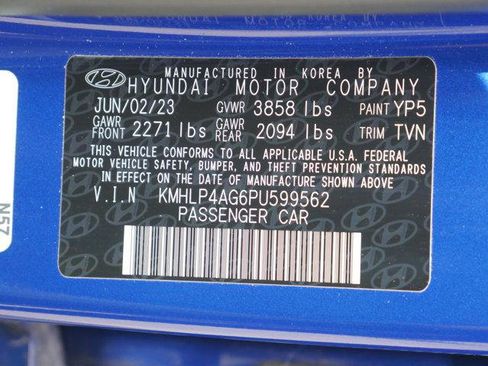 MANUFACTURED IN KOREA BY
HYUNDAI MOTOR COMPANY
JUN/02/23 GVWR 3858 lbs PAINT YP5
GAWR FRONT 2271 lbs GAWR REAR 2094 lbs TRIM TVN
THIS VEHICLE CONFORMS TO ALL APPLICABLE U.S.A. FEDERAL
MOTOR VEHICLE SAFETY, BUMPER, AND THEFT PREVENTION STANDARDS
IN EFFECT ON THE DATE OF MANUFACTURE SHOWN ABOVE.
V.I.N KMHLP4AG6PU599562
PASSENGER CAR
N57